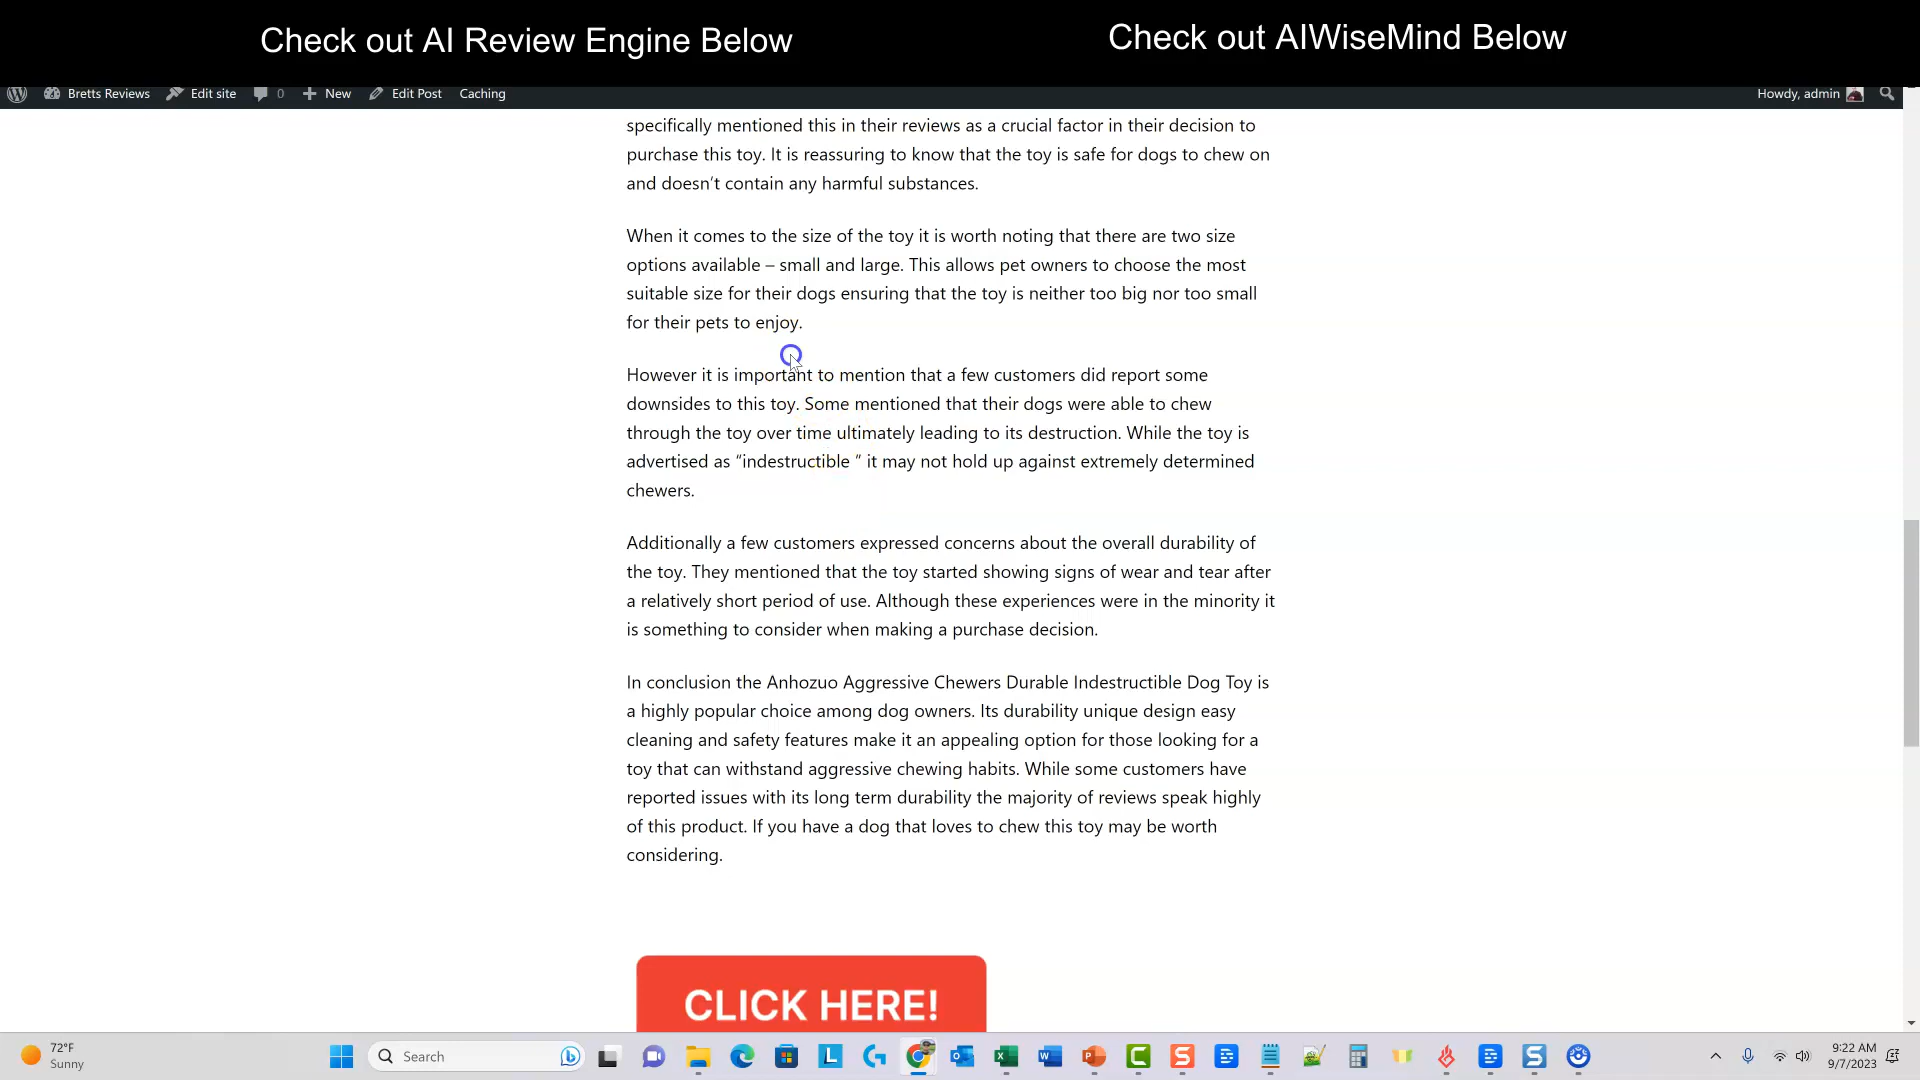 Check out AI Review Engine Below
Check out AIWiseMind Below
Bretts Reviews
Edit site
0
New
Edit Post
Caching
Howdy, admin
specifically mentioned this in their reviews as a crucial factor in their decision to
purchase this toy. It is reassuring to know that the toy is safe for dogs to chew on
and doesn’t contain any harmful substances.
When it comes to the size of the toy it is worth noting that there are two size
options available – small and large. This allows pet owners to choose the most
suitable size for their dogs ensuring that the toy is neither too big nor too small
for their pets to enjoy.
However it is important to mention that a few customers did report some
downsides to this toy. Some mentioned that their dogs were able to chew
through the toy over time ultimately leading to its destruction. While the toy is
advertised as “indestructible ” it may not hold up against extremely determined
chewers.
Additionally a few customers expressed concerns about the overall durability of
the toy. They mentioned that the toy started showing signs of wear and tear after
a relatively short period of use. Although these experiences were in the minority it
is something to consider when making a purchase decision.
In conclusion the Anhozuo Aggressive Chewers Durable Indestructible Dog Toy is
a highly popular choice among dog owners. Its durability unique design easy
cleaning and safety features make it an appealing option for those looking for a
toy that can withstand aggressive chewing habits. While some customers have
reported issues with its long term durability the majority of reviews speak highly
of this product. If you have a dog that loves to chew this toy may be worth
considering.
CLICK HERE!
72°F
Sunny
Search
9:22 AM
9/7/2023